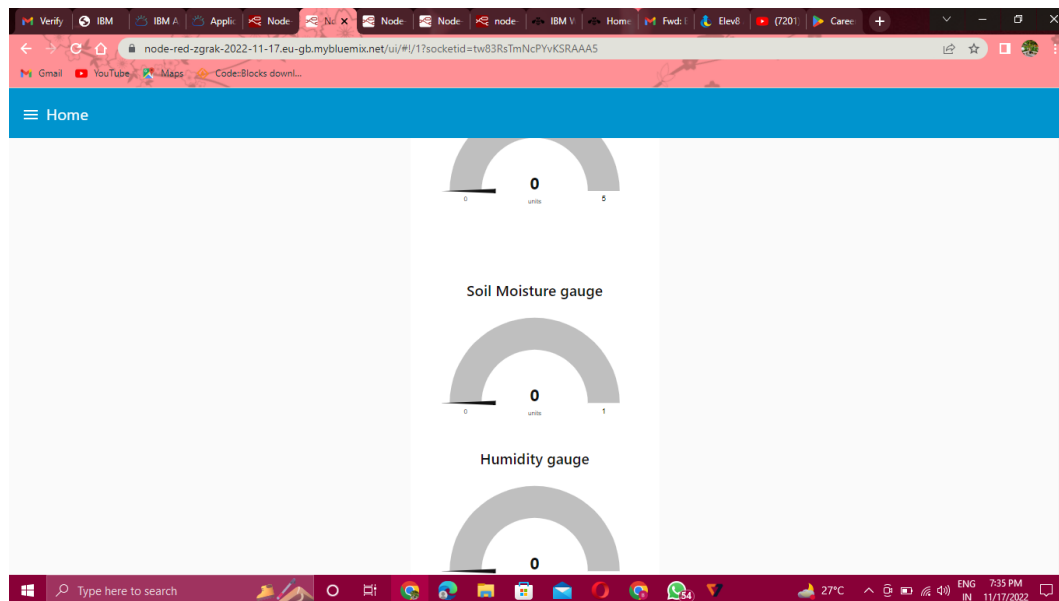 Verify IBM IBM A Applic Node- No Node- Node- node- IBM W Home Fwd: Elev8 (7201 Caree
node-red-zgrak-2022-11-17.eu-gb.mybluemix.net/ui/#!/1?socketid=tw83RsTmNcPYvKSRAAA5
Gmail YouTube Maps Code::Blocks downl...
Home
0
0 units 5
Soil Moisture gauge
0
0 units 1
Humidity gauge
0
Type here to search 54 27°C ENG 7:35 PM
IN 11/17/2022